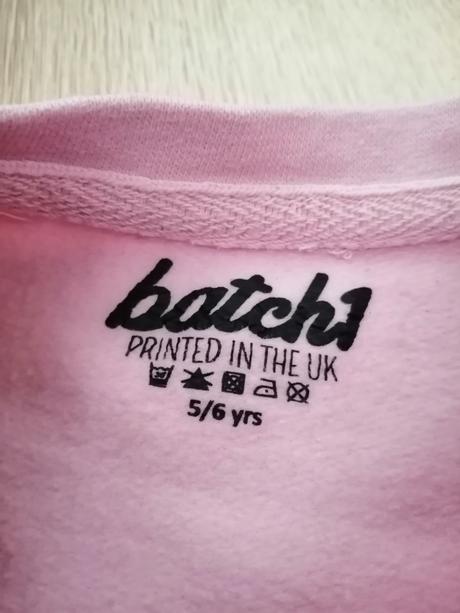 batch1
PRINTED IN THE UK
5/6 yrs